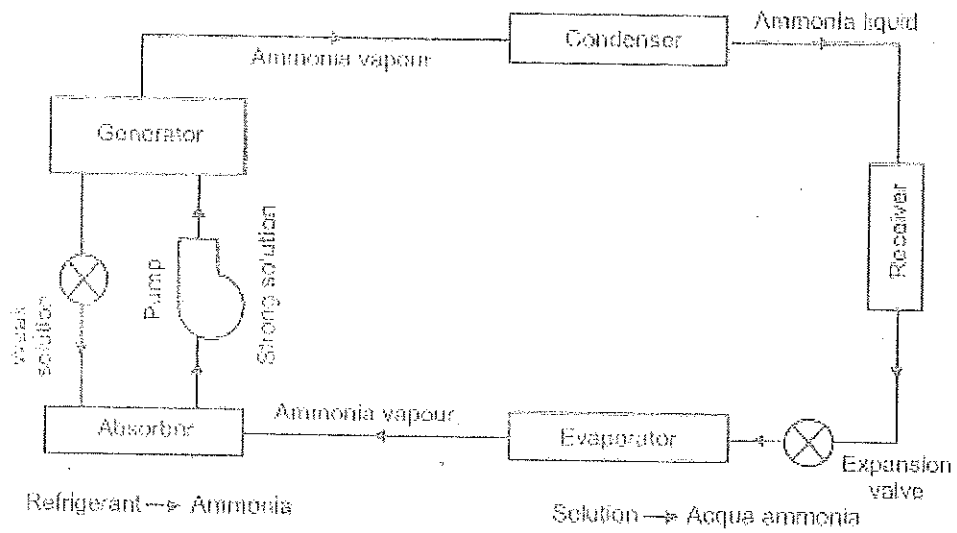 Condenser
Ammonia liquid
Ammonia vapour
Generator
Receiver
Pump
Strong solution
Weak
solution
Absorber
Ammonia vapour
Evaporator
Expansion
valve
Refrigerant → Ammonia
Solution → Acqua ammonia